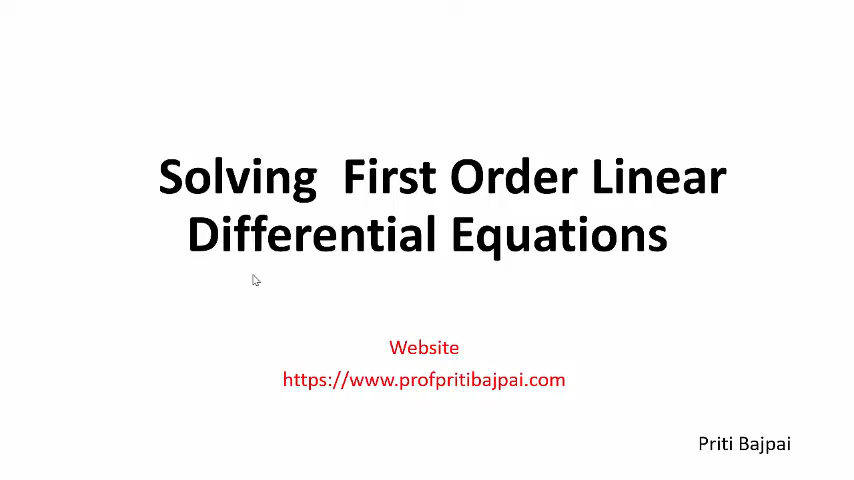 Solving First Order Linear
Differential Equations
Website
https://www.profpritibajpai.com
Priti Bajpai